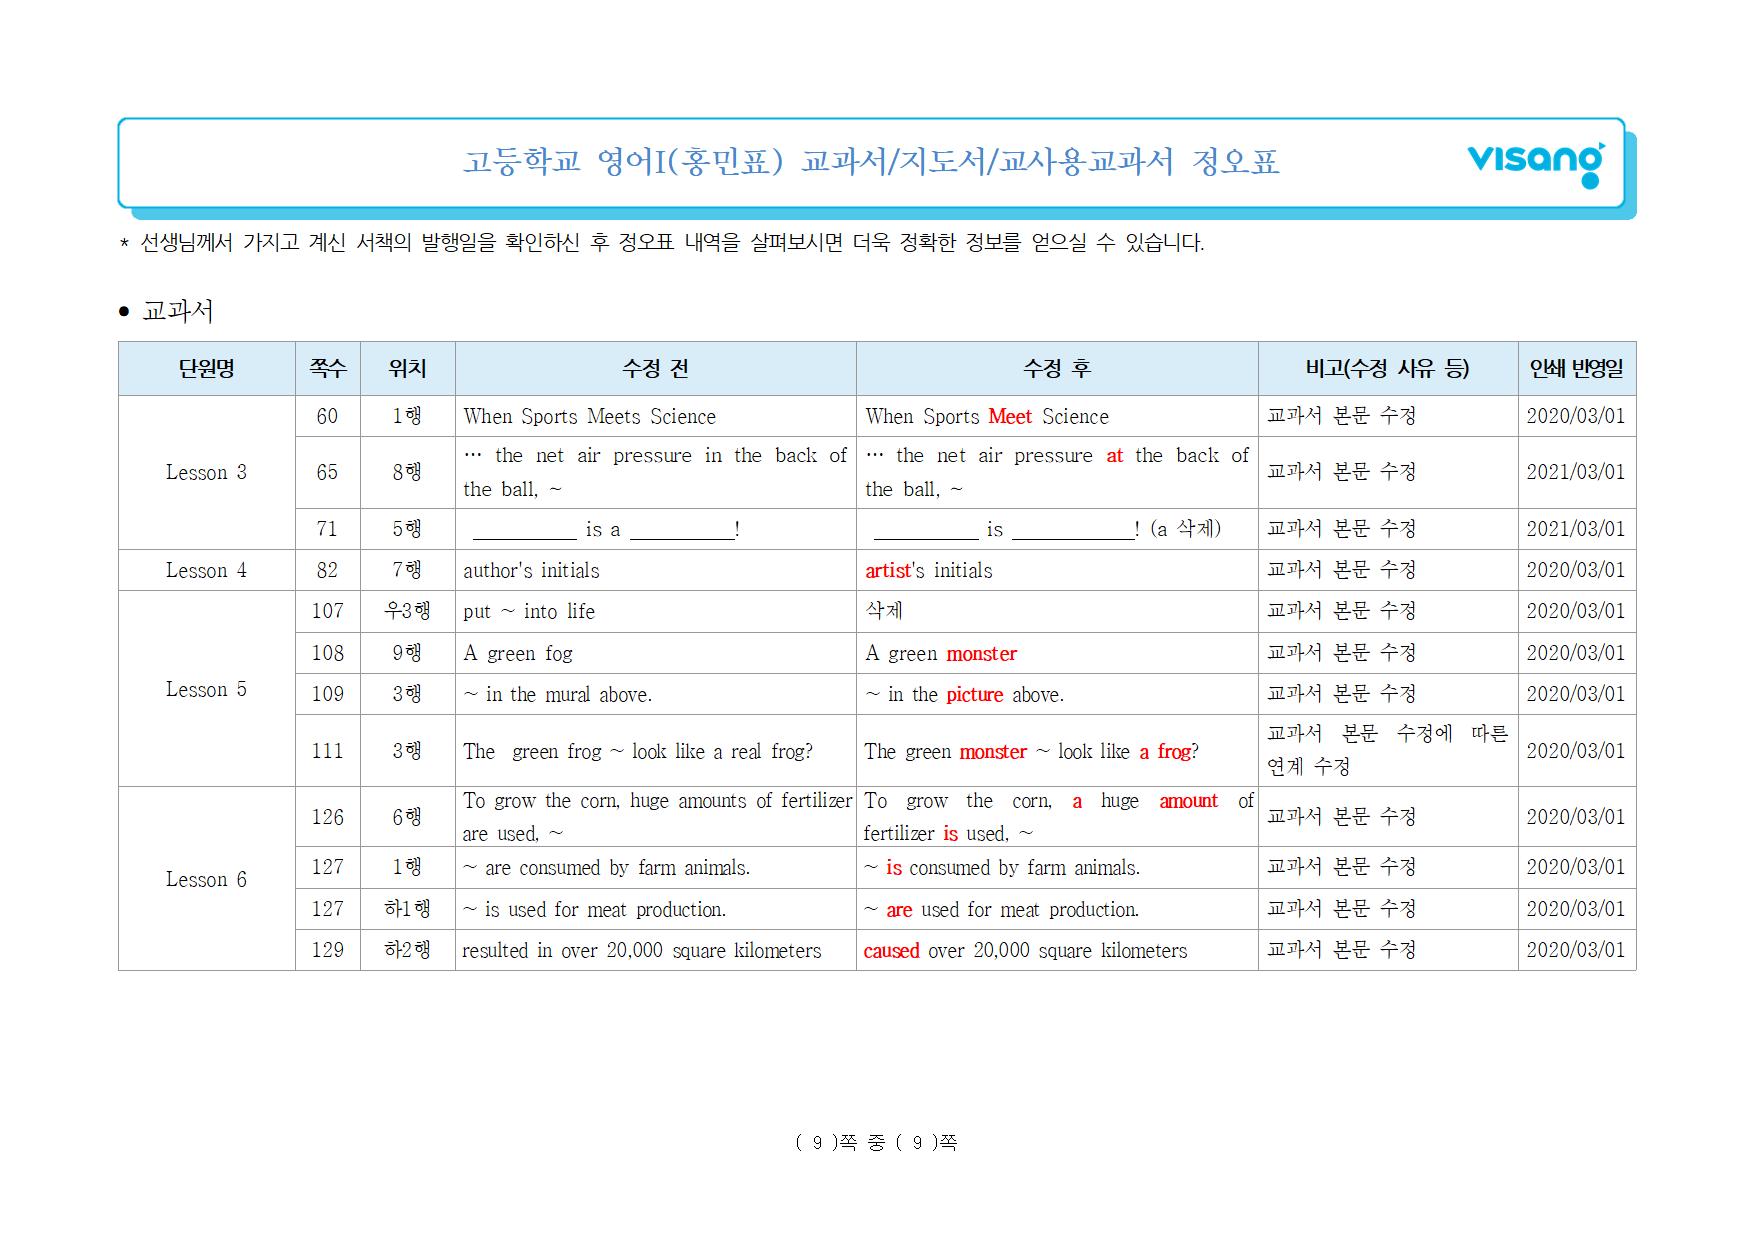 고등학교 영어I(홍민표) 교과서/지도서/교사용교과서 정오표
visang
* 선생님께서 가지고 계신 서책의 발행일을 확인하신 후 정오표 내역을 살펴보시면 더욱 정확한 정보를 얻으실 수 있습니다.
● 교과서
단원명 쪽수 위치 수정 전 수정 후 비고(수정 사유 등) 인쇄 반영일
Lesson 3 60 1행 When Sports Meets Science When Sports Meet Science 교과서 본문 수정 2020/03/01
65 8행 … the net air pressure in the back of the ball, ~ … the net air pressure at the back of the ball, ~ 교과서 본문 수정 2021/03/01
71 5행 __________ is a __________! __________ is ____________! (a 삭제) 교과서 본문 수정 2021/03/01
Lesson 4 82 7행 author's initials artist's initials 교과서 본문 수정 2020/03/01
Lesson 5 107 우3행 put ~ into life 삭제 교과서 본문 수정 2020/03/01
108 9행 A green fog A green monster 교과서 본문 수정 2020/03/01
109 3행 ~ in the mural above. ~ in the picture above. 교과서 본문 수정 2020/03/01
111 3행 The green frog ~ look like a real frog? The green monster ~ look like a frog? 교과서 본문 수정에 따른 연계 수정 2020/03/01
Lesson 6 126 6행 To grow the corn, huge amounts of fertilizer are used, ~ To grow the corn, a huge amount of fertilizer is used, ~ 교과서 본문 수정 2020/03/01
127 1행 ~ are consumed by farm animals. ~ is consumed by farm animals. 교과서 본문 수정 2020/03/01
127 하1행 ~ is used for meat production. ~ are used for meat production. 교과서 본문 수정 2020/03/01
129 하2행 resulted in over 20,000 square kilometers caused over 20,000 square kilometers 교과서 본문 수정 2020/03/01
( 9 )쪽 중 ( 9 )쪽